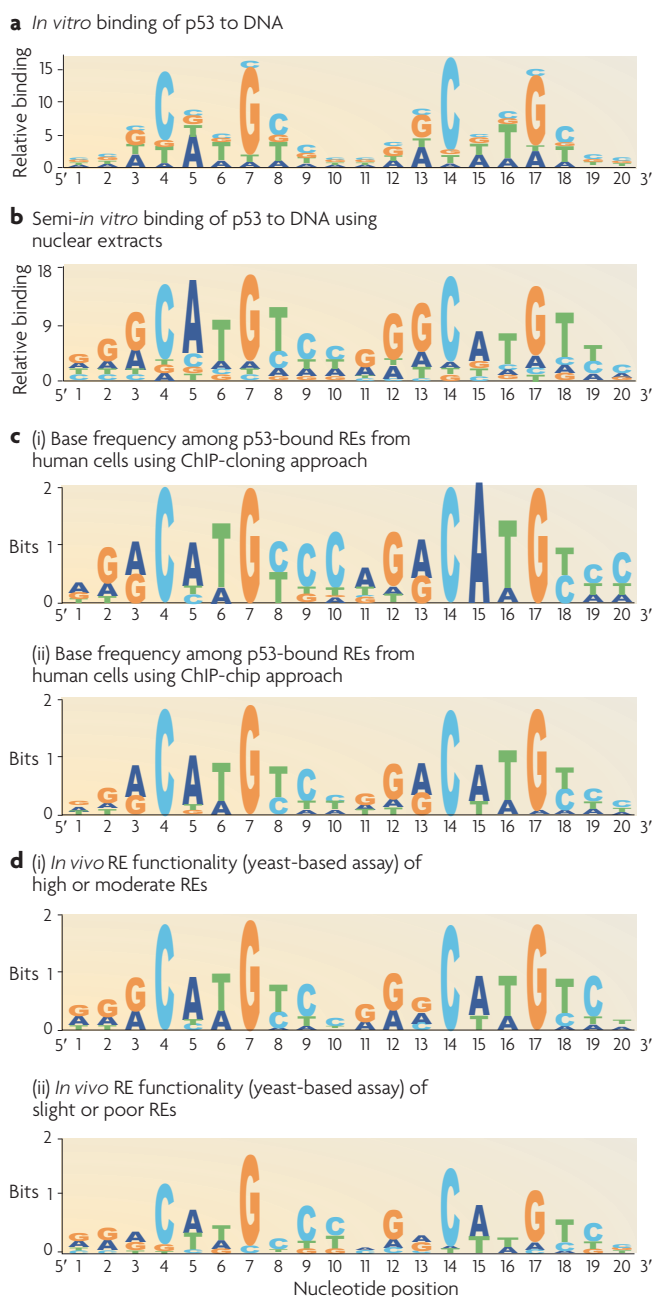 a In vitro binding of p53 to DNA
Relative binding
15
10
5
0
5′ 1 2 3 4 5 6 7 8 9 10 11 12 13 14 15 16 17 18 19 20 3′
b Semi-in vitro binding of p53 to DNA using
nuclear extracts
Relative binding
18
9
0
5′ 1 2 3 4 5 6 7 8 9 10 11 12 13 14 15 16 17 18 19 20 3′
c (i) Base frequency among p53-bound REs from
human cells using ChIP-cloning approach
2
Bits 1
0
5′ 1 2 3 4 5 6 7 8 9 10 11 12 13 14 15 16 17 18 19 20 3′
(ii) Base frequency among p53-bound REs from
human cells using ChIP-chip approach
2
Bits 1
0
5′ 1 2 3 4 5 6 7 8 9 10 11 12 13 14 15 16 17 18 19 20 3′
d (i) In vivo RE functionality (yeast-based assay) of
high or moderate REs
2
Bits 1
0
5′ 1 2 3 4 5 6 7 8 9 10 11 12 13 14 15 16 17 18 19 20 3′
(ii) In vivo RE functionality (yeast-based assay) of
slight or poor REs
2
Bits 1
0
5′ 1 2 3 4 5 6 7 8 9 10 11 12 13 14 15 16 17 18 19 20 3′
Nucleotide position